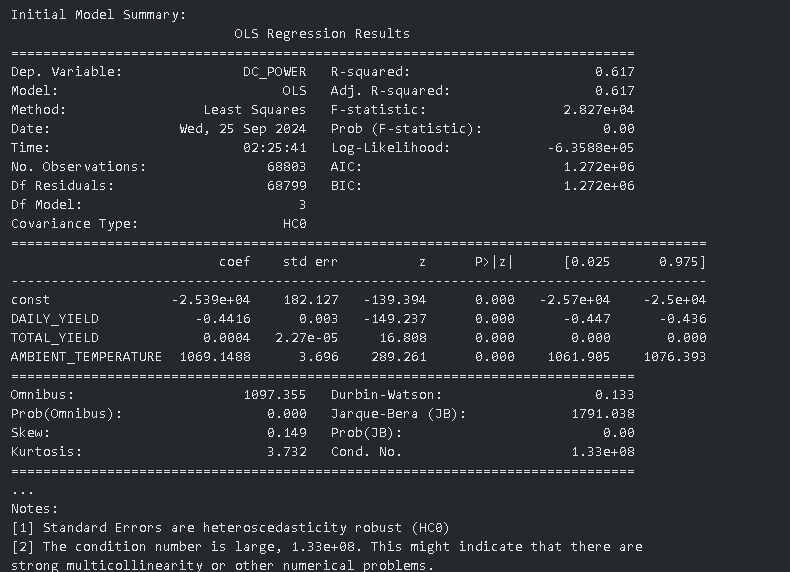 Initial Model Summary:
                            OLS Regression Results
==============================================================================
Dep. Variable:               DC_POWER   R-squared:                       0.617
Model:                            OLS   Adj. R-squared:                  0.617
Method:                 Least Squares   F-statistic:                 2.827e+04
Date:                Wed, 25 Sep 2024   Prob (F-statistic):               0.00
Time:                        02:25:41   Log-Likelihood:            -6.3588e+05
No. Observations:               68803   AIC:                         1.272e+06
Df Residuals:                   68799   BIC:                         1.272e+06
Df Model:                           3
Covariance Type:                  HC0
=======================================================================================
                          coef    std err          z      P>|z|      [0.025      0.975]
---------------------------------------------------------------------------------------
const               -2.539e+04    182.127   -139.394      0.000   -2.57e+04    -2.5e+04
DAILY_YIELD            -0.4416      0.003   -149.237      0.000      -0.447      -0.436
TOTAL_YIELD             0.0004   2.27e-05     16.808      0.000       0.000       0.000
AMBIENT_TEMPERATURE  1069.1488      3.696    289.261      0.000    1061.905    1076.393
==============================================================================
Omnibus:                     1097.355   Durbin-Watson:                   0.133
Prob(Omnibus):                  0.000   Jarque-Bera (JB):             1791.038
Skew:                           0.149   Prob(JB):                         0.00
Kurtosis:                       3.732   Cond. No.                     1.33e+08
==============================================================================
...
Notes:
[1] Standard Errors are heteroscedasticity robust (HC0)
[2] The condition number is large, 1.33e+08. This might indicate that there are
strong multicollinearity or other numerical problems.